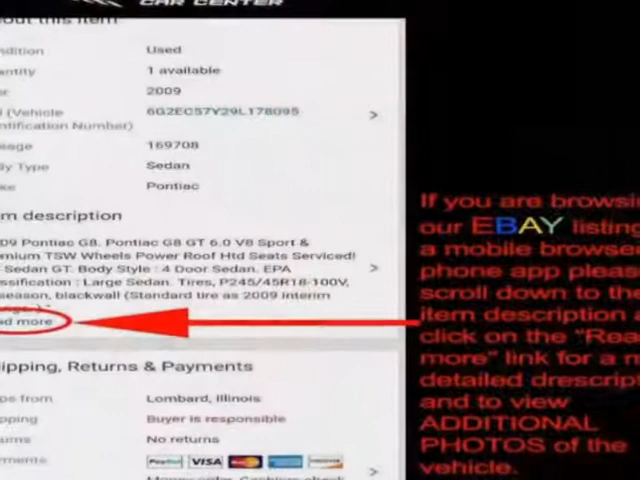 CAR CENTER
out this item
ndition Used
antity 1 available
ar 2009
(Vehicle 6G2EC57Y29L178095
ntification Number)
eage 169708
dy Type Sedan
ke Pontiac
m description
09 Pontiac G8. Pontiac G8 GT 6.0 V8 Sport &
mium TSW Wheels Power Roof Htd Seats Serviced!
Sedan GT. Body Style : 4 Door Sedan. EPA
ssification : Large Sedan. Tires, P245/45R18-100V,
season, blackwall (Standard tire as 2009 interim
ad more
ipping, Returns & Payments
ps from Lombard, Illinois
pping Buyer is responsible
urns No returns
yments PayPal VISA
If you are browsi
our EBAY listing
a mobile browse
phone app pleas
scroll down to the
item description
click on the "Rea
more" link for a m
detailed drescript
and to view
ADDITIONAL
PHOTOS of the
vehicle.